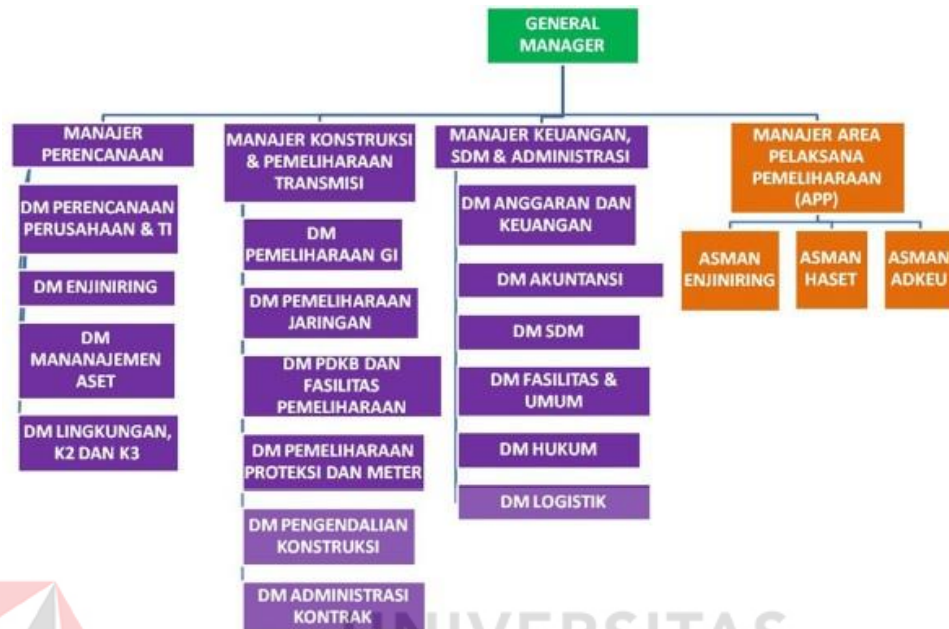 GENERAL
MANAGER
MANAJER
PERENCANAAN
DM PERENCANAAN
PERUSAHAAN & TI
DM ENJINIRING
DM
MANANAJEMEN
ASET
DM LINGKUNGAN,
K2 DAN K3
MANAJER KONSTRUKSI
& PEMELIHARAAN
TRANSMISI
DM
PEMELIHARAAN GI
DM PEMELIHARAAN
JARINGAN
DM PDKB DAN
FASILITAS
PEMELIHARAAN
DM PEMELIHARAAN
PROTEKSI DAN METER
DM PENGENDALIAN
KONSTRUKSI
DM ADMINISTRASI
KONTRAK
MANAJER KEUANGAN,
SDM & ADMINISTRASI
DM ANGGARAN DAN
KEUANGAN
DM AKUNTANSI
DM SDM
DM FASILITAS &
UMUM
DM HUKUM
DM LOGISTIK
MANAJER AREA
PELAKSANA
PEMELIHARAAN
(APP)
ASMAN
ENJINIRING
ASMAN
HASET
ASMAN
ADKEU
UNIVERSITAS